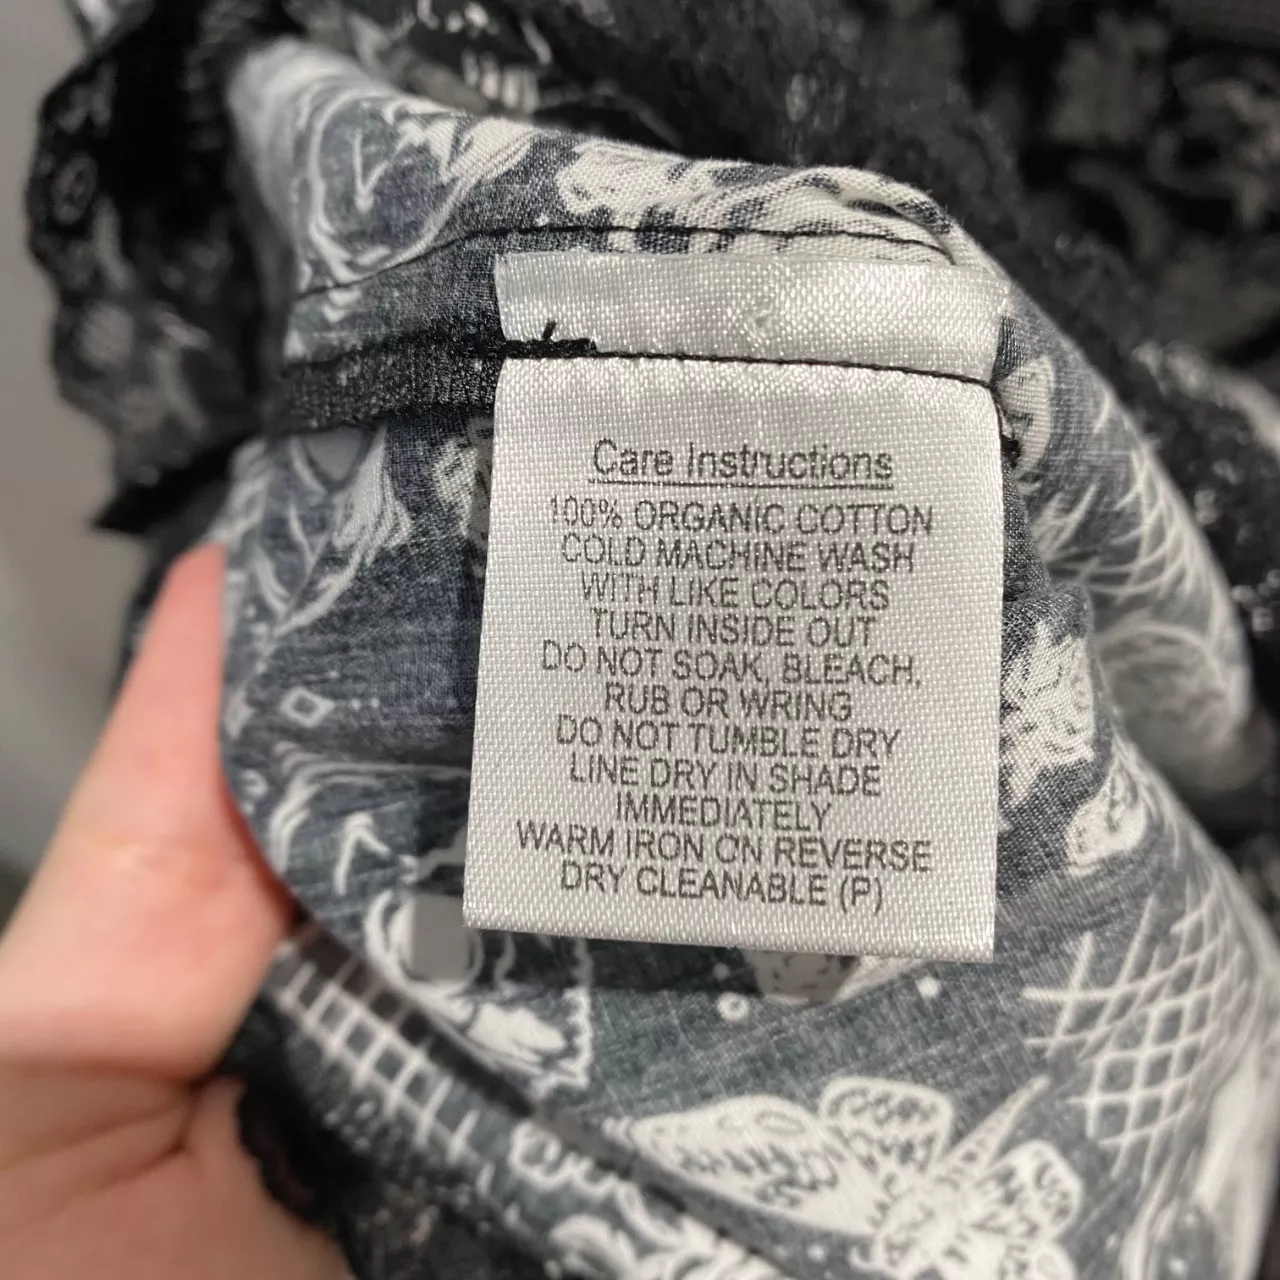 Care Instructions
100% ORGANIC COTTON
COLD MACHINE WASH
WITH LIKE COLORS
TURN INSIDE OUT
DO NOT SOAK, BLEACH,
RUB OR WRING
DO NOT TUMBLE DRY
LINE DRY IN SHADE
IMMEDIATELY
WARM IRON ON REVERSE
DRY CLEANABLE (P)